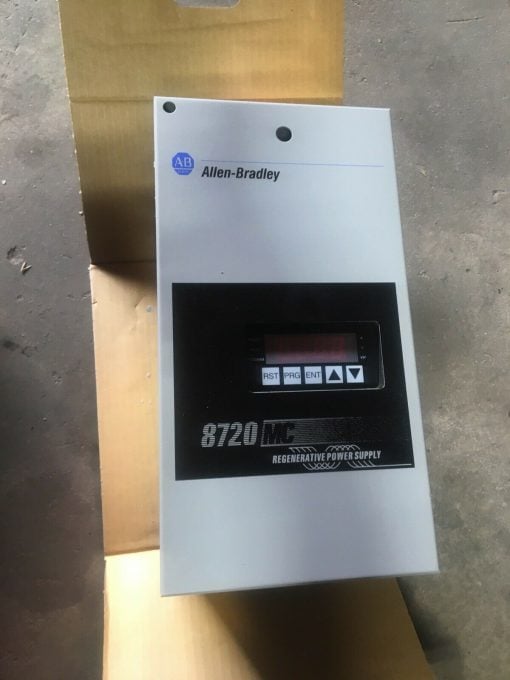 AB
Allen-Bradley
RST PRG ENT
8720 MC
REGENERATIVE POWER SUPPLY